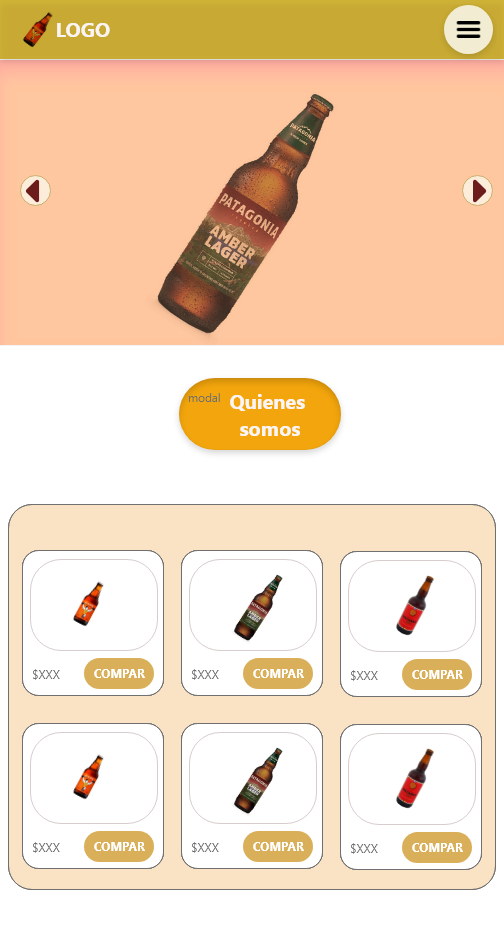 LOGO
PATAGONIA
PATAGONIA
AMBER
LAGER
modal
Quienes
somos
$XXX COMPAR $XXX COMPAR $XXX COMPAR
$XXX COMPAR $XXX COMPAR $XXX COMPAR